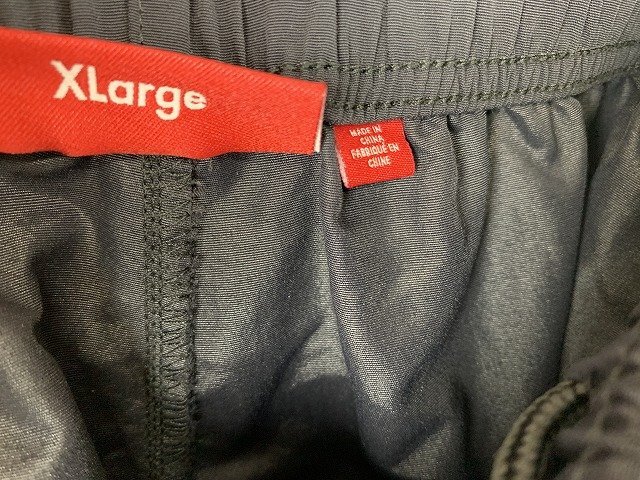 XLarge
MADE IN
CHINA
FABRIQUE EN
CHINE